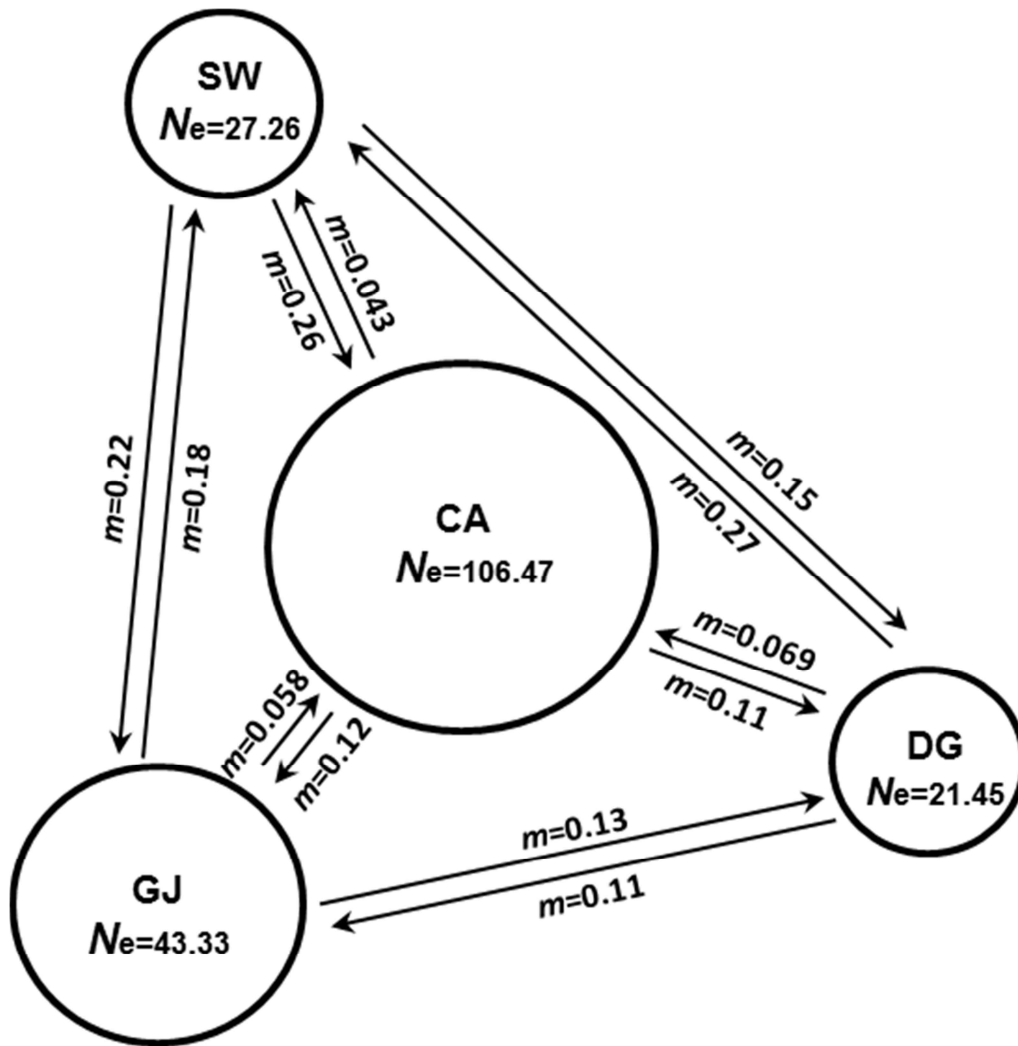 SW
Ne=27.26
m=0.043
m=0.26
m=0.22
m=0.18
m=0.15
m=0.27
CA
Ne=106.47
m=0.069
m=0.11
m=0.058
m=0.12
DG
Ne=21.45
m=0.13
m=0.11
GJ
Ne=43.33